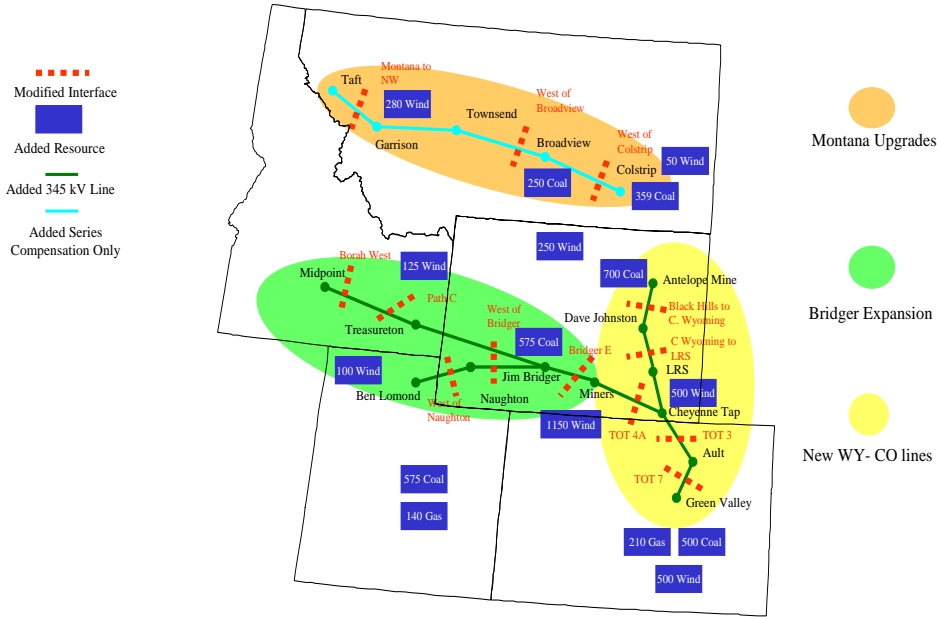 Modified Interface
Added Resource
Added 345 kV Line
Added Series
Compensation Only
Taft
Montana to
NW
280 Wind
Garrison
Townsend
West of
Broadview
Broadview
250 Coal
West of
Colstrip
Colstrip
50 Wind
359 Coal
Montana Upgrades
Borah West
Midpoint
125 Wind
Path C
Treasureton
250 Wind
700 Coal
Antelope Mine
Black Hills to
C. Wyoming
Dave Johnston
C Wyoming to
LRS
LRS
Bridger Expansion
West of
Bridger
575 Coal
Bridger E
100 Wind
Ben Lomond
West of
Naughton
Jim Bridger
Naughton
Miners
500 Wind
Cheyenne Tap
1150 Wind
TOT 4A
TOT 3
Ault
TOT 7
Green Valley
New WY- CO lines
575 Coal
140 Gas
210 Gas
500 Coal
500 Wind